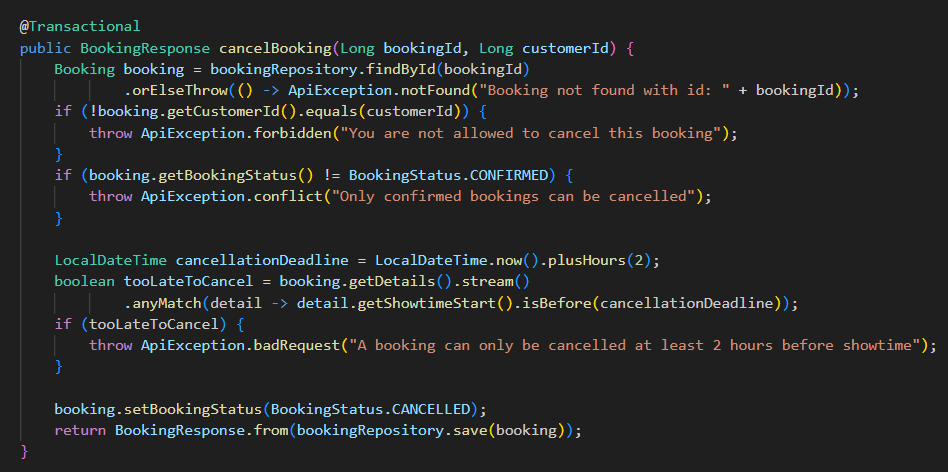 @Transactional
public BookingResponse cancelBooking(Long bookingId, Long customerId) {
    Booking booking = bookingRepository.findById(bookingId)
            .orElseThrow(() -> ApiException.notFound("Booking not found with id: " + bookingId));
    if (!booking.getCustomerId().equals(customerId)) {
        throw ApiException.forbidden("You are not allowed to cancel this booking");
    }
    if (booking.getBookingStatus() != BookingStatus.CONFIRMED) {
        throw ApiException.conflict("Only confirmed bookings can be cancelled");
    }

    LocalDateTime cancellationDeadline = LocalDateTime.now().plusHours(2);
    boolean tooLateToCancel = booking.getDetails().stream()
            .anyMatch(detail -> detail.getShowtimeStart().isBefore(cancellationDeadline));
    if (tooLateToCancel) {
        throw ApiException.badRequest("A booking can only be cancelled at least 2 hours before showtime");
    }

    booking.setBookingStatus(BookingStatus.CANCELLED);
    return BookingResponse.from(bookingRepository.save(booking));
}